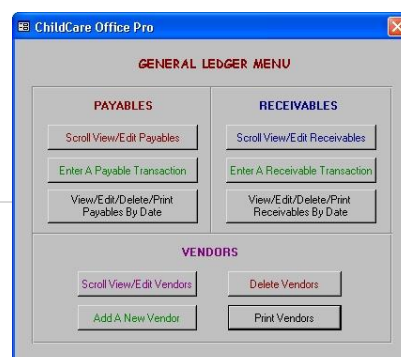 ChildCare Office Pro
GENERAL LEDGER MENU
PAYABLES
Scroll View/Edit Payables
Enter A Payable Transaction
View/Edit/Delete/Print
Payables By Date
RECEIVABLES
Scroll View/Edit Receivables
Enter A Receivable Transaction
View/Edit/Delete/Print
Receivables By Date
VENDORS
Scroll View/Edit Vendors
Delete Vendors
Add A New Vendor
Print Vendors